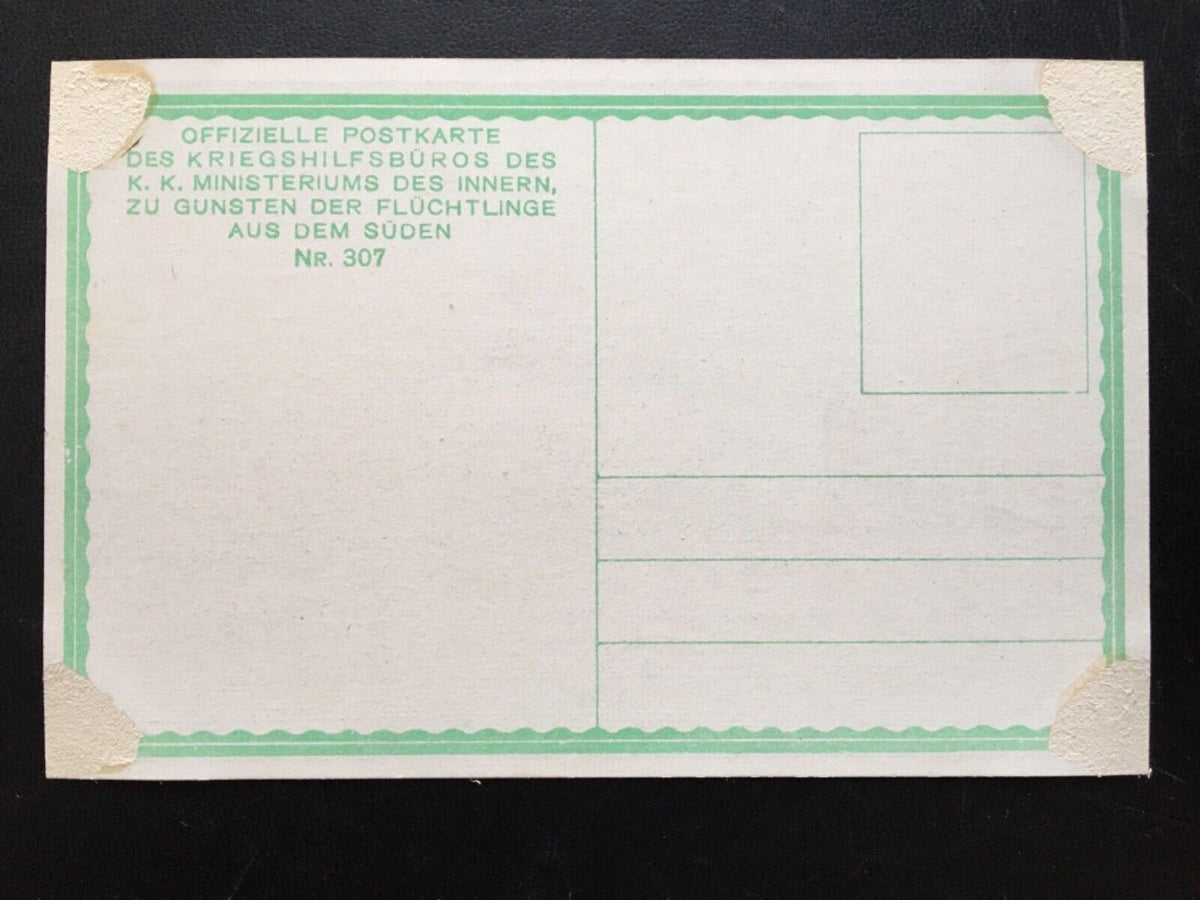 OFFIZIELLE POSTKARTE
DES KRIEGSHILFSBÜROS DES
K. K. MINISTERIUMS DES INNERN,
ZU GUNSTEN DER FLÜCHTLINGE
AUS DEM SÜDEN
NR. 307